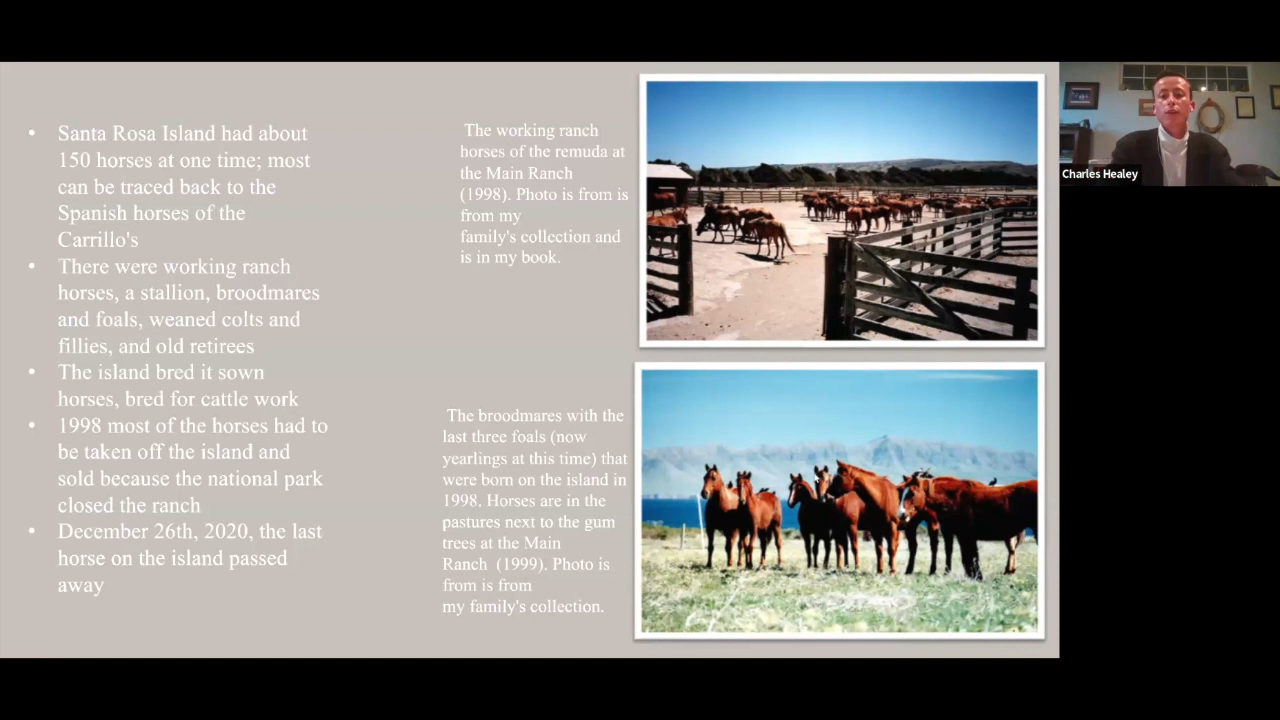 • Santa Rosa Island had about
150 horses at one time; most
can be traced back to the
Spanish horses of the
Carrillo's
• There were working ranch
horses, a stallion, broodmares
and foals, weaned colts and
fillies, and old retirees
• The island bred it sown
horses, bred for cattle work
• 1998 most of the horses had to
be taken off the island and
sold because the national park
closed the ranch
• December 26th, 2020, the last
horse on the island passed
away
The working ranch
horses of the remuda at
the Main Ranch
(1998). Photo is from is
from my
family's collection and
is in my book.
The broodmares with the
last three foals (now
yearlings at this time) that
were born on the island in
1998. Horses are in the
pastures next to the gum
trees at the Main
Ranch (1999). Photo is
from is from
my family's collection.
Charles Healey